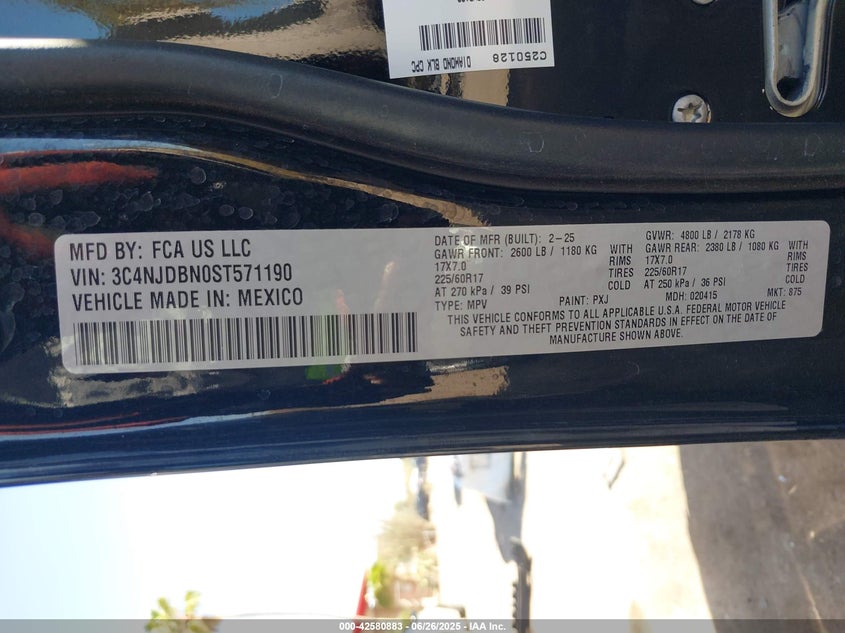 C250128
DIAMOND BLK CPC
MFD BY: FCA US LLC
VIN: 3C4NJDBN0ST571190
VEHICLE MADE IN: MEXICO
DATE OF MFR (BUILT): 2-25 GVWR: 4800 LB / 2178 KG
GAWR FRONT: 2600 LB / 1180 KG WITH GAWR REAR: 2380 LB / 1080 KG WITH
17X7.0 RIMS 17X7.0 RIMS
225/60R17 TIRES 225/60R17 TIRES
AT 270 kPa / 39 PSI COLD AT 250 kPa / 36 PSI COLD
TYPE: MPV PAINT: PXJ MDH: 020415 MKT: 875
THIS VEHICLE CONFORMS TO ALL APPLICABLE U.S.A. FEDERAL MOTOR VEHICLE
SAFETY AND THEFT PREVENTION STANDARDS IN EFFECT ON THE DATE OF
MANUFACTURE SHOWN ABOVE.
000-42580883 - 06/26/2025 - IAA Inc.